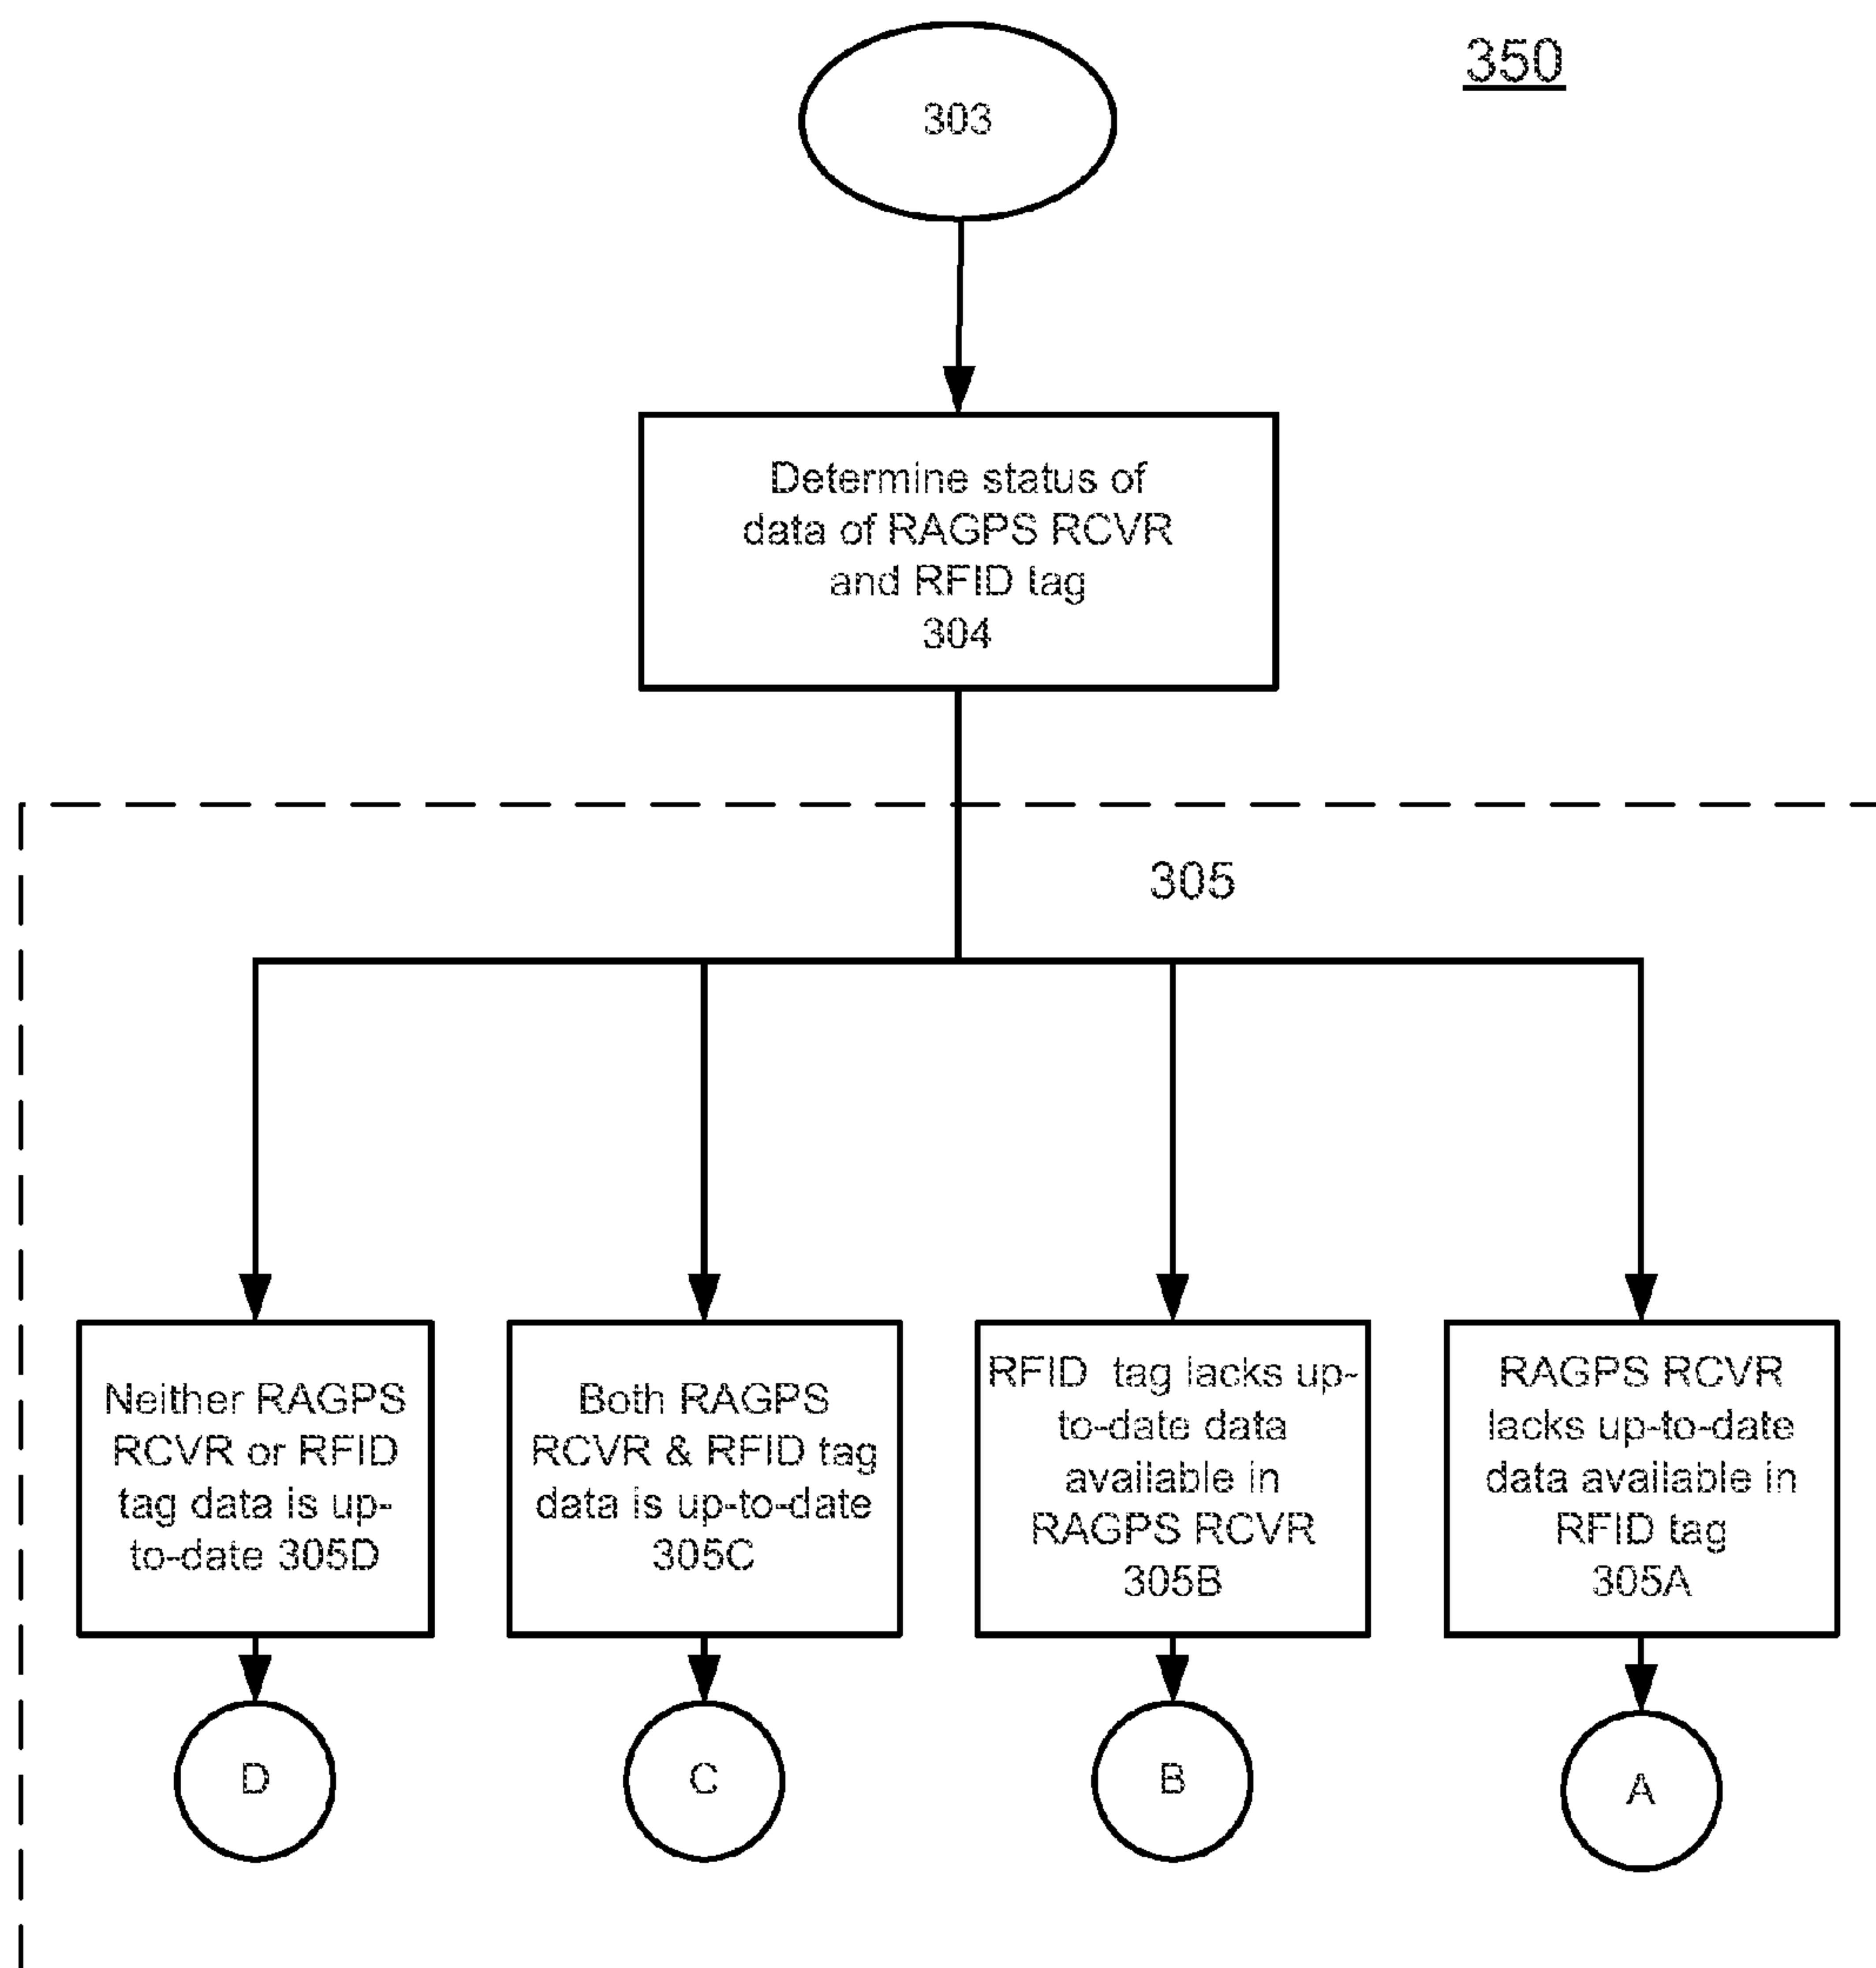 350
303
Determine status of
data of RAGPS RCVR
and RFID tag
304
305
Neither RAGPS
RCVR or RFID
tag data is up-
to-date 305D
Both RAGPS
RCVR & RFID tag
data is up-to-date
305C
RFID tag lacks up-
to-date data
available in
RAGPS RCVR
305B
RAGPS RCVR
lacks up-to-date
data available in
RFID tag
305A
D
C
B
A